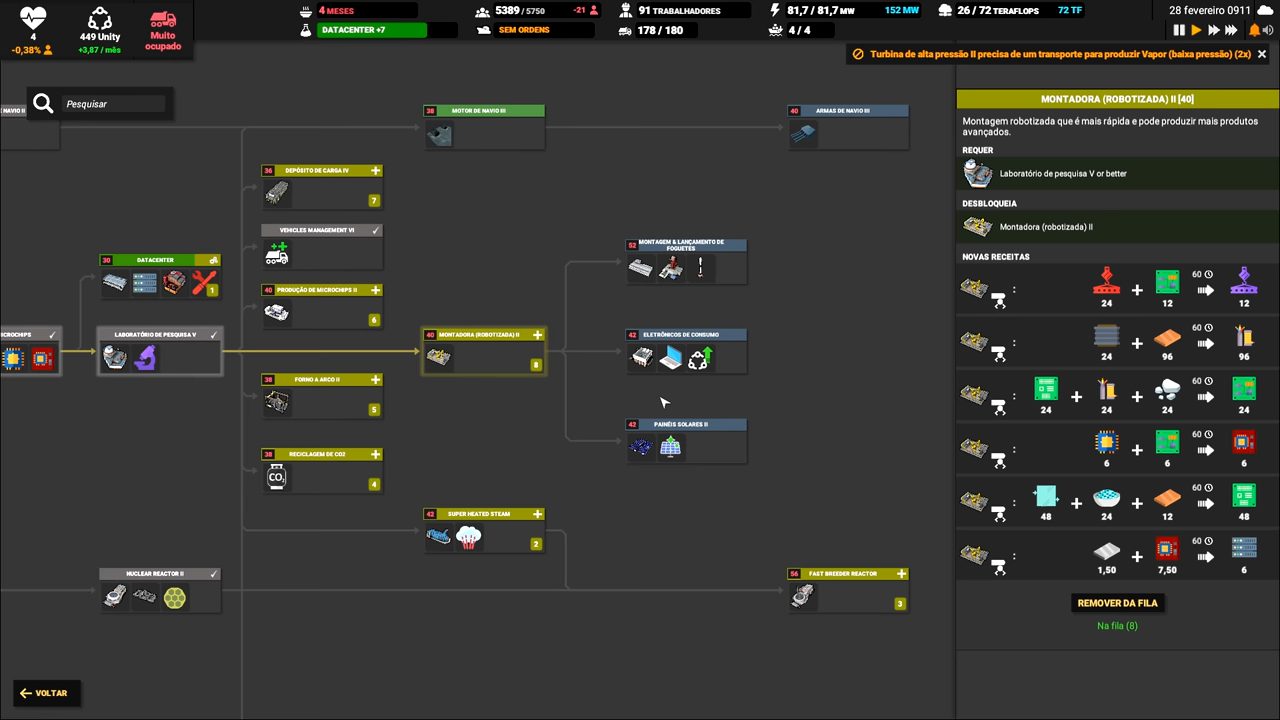 4
-0,38%
449 Unity
+3,87 / mês
Muito
ocupado
4 MESES
DATACENTER +7
5389 / 5750
-21
SEM ORDENS
91 TRABALHADORES
178 / 180
81,7 / 81,7 MW
152 MW
4 / 4
26 / 72 TERAFLOPS
72 TF
28 fevereiro 0911
Turbina de alta pressão II precisa de um transporte para produzir Vapor (baixa pressão) (2x)
Pesquisar
E NAVIO II
38
MOTOR DE NAVIO III
40
ARMAS DE NAVIO III
36
DEPÓSITO DE CARGA IV
7
VEHICLES MANAGEMENT VI
52
MONTAGEM & LANÇAMENTO DE
FOGUETES
30
DATACENTER
1
40
PRODUÇÃO DE MICROCHIPS II
6
ICROCHIPS
LABORATÓRIO DE PESQUISA V
40
MONTADORA (ROBOTIZADA) II
8
42
ELETRÔNICOS DE CONSUMO
38
FORNO A ARCO II
5
42
PAINÉIS SOLARES II
38
RECICLAGEM DE CO2
CO2
4
42
SUPER HEATED STEAM
2
NUCLEAR REACTOR II
56
FAST BREEDER REACTOR
3
VOLTAR
MONTADORA (ROBOTIZADA) II [40]
Montagem robotizada que é mais rápida e pode produzir mais produtos
avançados.
REQUER
Laboratório de pesquisa V or better
DESBLOQUEIA
Montadora (robotizada) II
NOVAS RECEITAS
: 24 + 12 60 12
: 24 + 96 60 96
: 24 + 24 + 24 60 24
: 6 + 6 60 6
: 48 + 24 + 12 60 48
: 1,50 + 7,50 60 6
REMOVER DA FILA
Na fila (8)